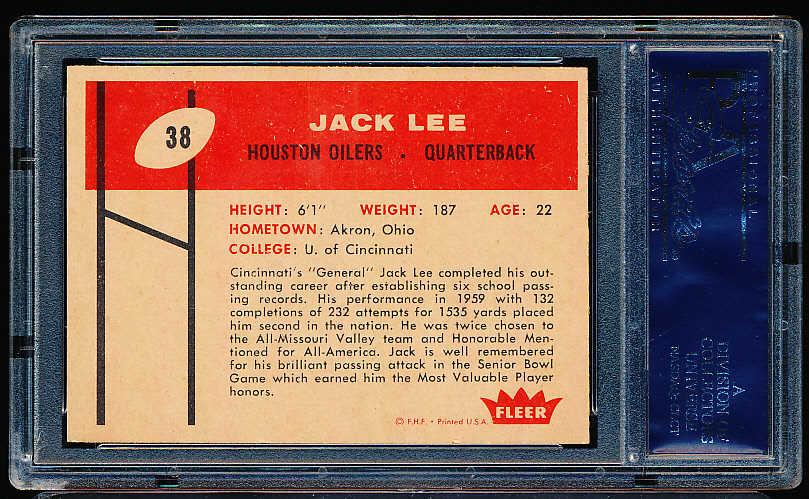 38
JACK LEE
HOUSTON OILERS • QUARTERBACK
HEIGHT: 6'1" WEIGHT: 187 AGE: 22
HOMETOWN: Akron, Ohio
COLLEGE: U. of Cincinnati
Cincinnati's "General" Jack Lee completed his out-
standing career after establishing six school pass-
ing records. His performance in 1959 with 132
completions of 232 attempts for 1535 yards placed
him second in the nation. He was twice chosen to
the All-Missouri Valley team and Honorable Men-
tioned for All-America. Jack is well remembered
for his brilliant passing attack in the Senior Bowl
Game which earned him the Most Valuable Player
honors.
© F.H.F. • Printed U.S.A.
FLEER
PSA
A
DIVISION OF
COLLECTORS
UNIVERSE